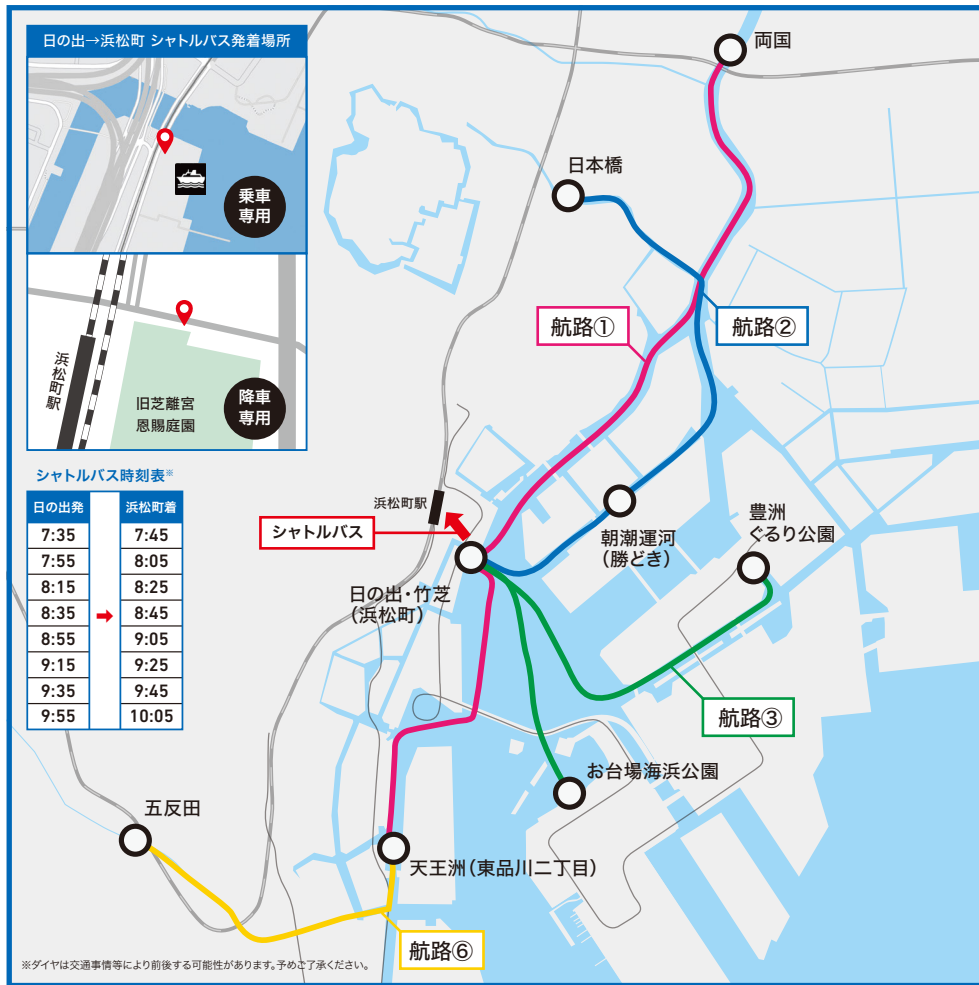 日の出→浜松町 シャトルバス発着場所
乗車
専用
浜松町駅
旧芝離宮
恩賜庭園
降車
専用
シャトルバス時刻表※
日の出発 浜松町着
7:35 7:45
7:55 8:05
8:15 8:25
8:35 → 8:45
8:55 9:05
9:15 9:25
9:35 9:45
9:55 10:05
両国
日本橋
航路①
航路②
浜松町駅
シャトルバス
日の出・竹芝
(浜松町)
朝潮運河
(勝どき)
豊洲
ぐるり公園
航路③
お台場海浜公園
五反田
天王洲(東品川二丁目)
航路⑥
※ダイヤは交通事情等により前後する可能性があります。予めご了承ください。